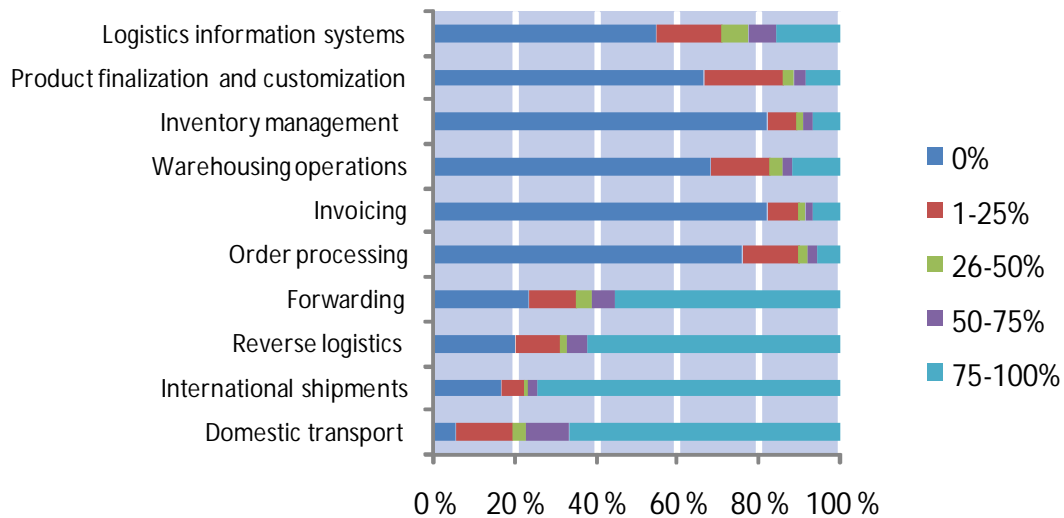 Logistics information systems
Product finalization and customization
Inventory management
Warehousing operations
Invoicing
Order processing
Forwarding
Reverse logistics
International shipments
Domestic transport
0 % 20 % 40 % 60 % 80 % 100 %
0%
1-25%
26-50%
50-75%
75-100%